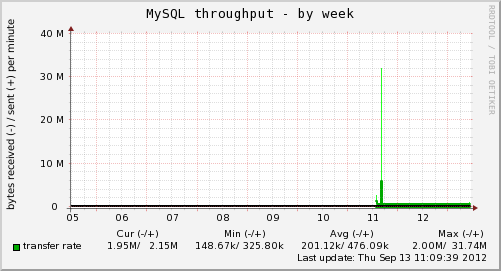 MySQL throughput - by week
RRDTOOL / TOBI OETIKER
bytes received (-) / sent (+) per minute
40 M
30 M
20 M
10 M
0
05 06 07 08 09 10 11 12
Cur (-/+) Min (-/+) Avg (-/+) Max (-/+)
transfer rate 1.95M/ 2.15M 148.67k/ 325.80k 201.12k/ 476.09k 2.00M/ 31.74M
Last update: Thu Sep 13 11:09:39 2012